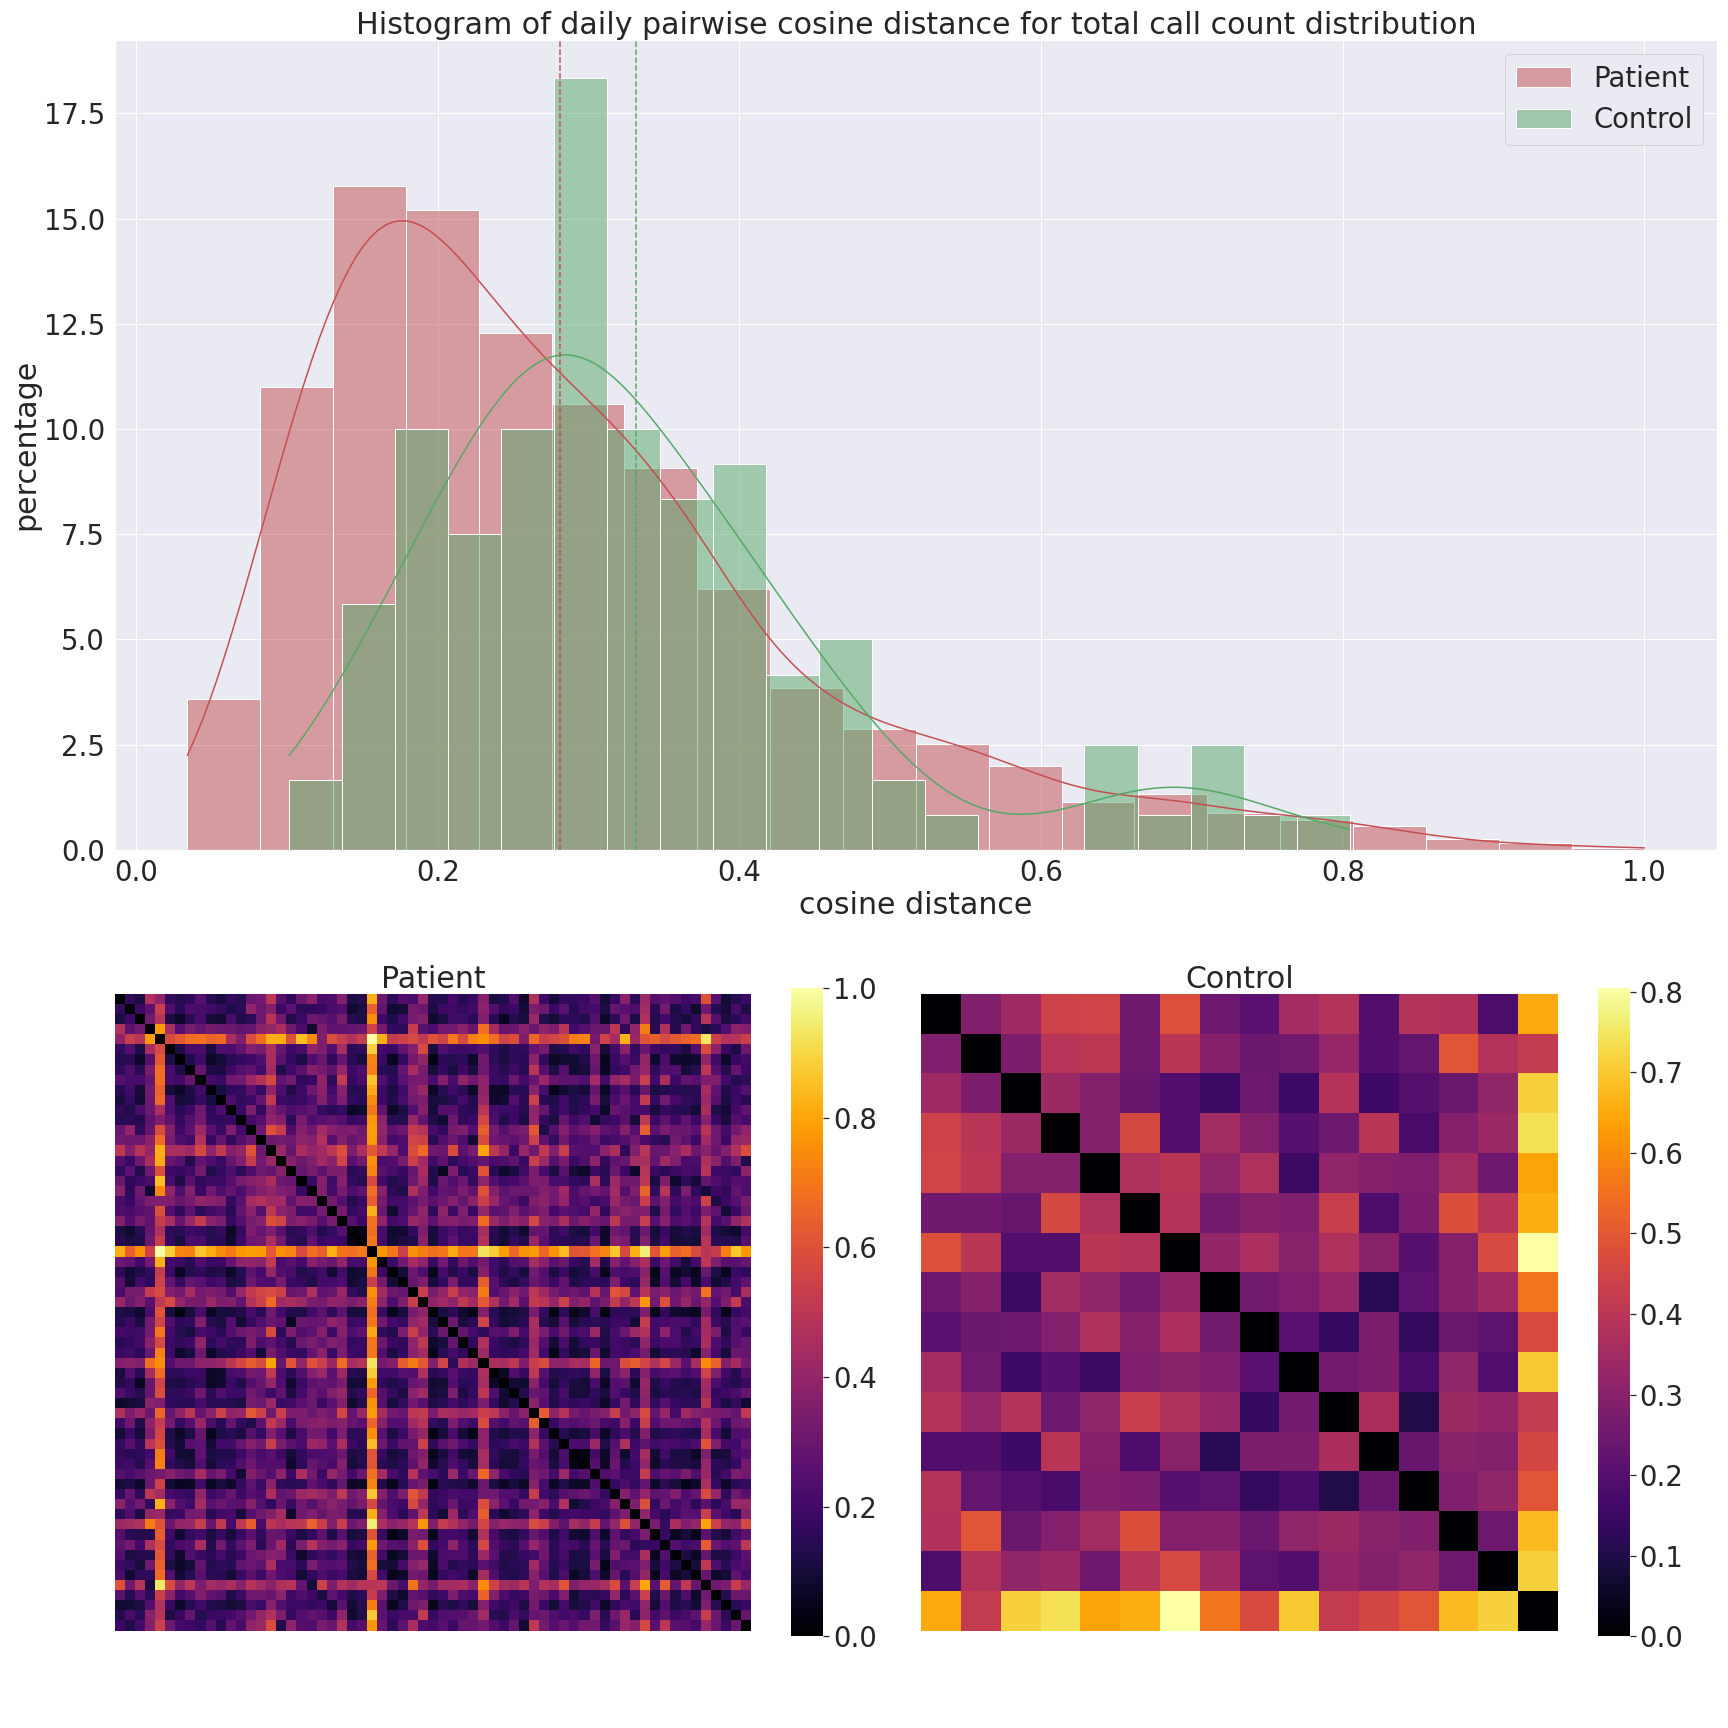 Histogram of daily pairwise cosine distance for total call count distribution
Patient
Control
percentage
17.5
15.0
12.5
10.0
7.5
5.0
2.5
0.0
0.0 0.2 0.4 0.6 0.8 1.0
cosine distance
Patient
1.0
0.8
0.6
0.4
0.2
0.0
Control
0.8
0.7
0.6
0.5
0.4
0.3
0.2
0.1
0.0